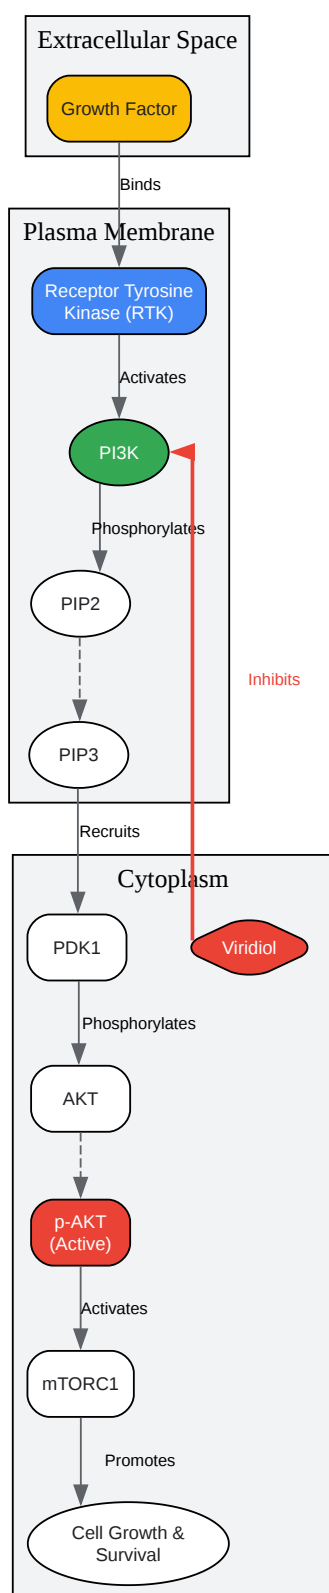 Extracellular Space
Growth Factor
Binds
Plasma Membrane
Receptor Tyrosine
Kinase (RTK)
Activates
PI3K
Phosphorylates
PIP2
Inhibits
PIP3
Recruits
Cytoplasm
PDK1
Viridiol
Phosphorylates
AKT
p-AKT
(Active)
Activates
mTORC1
Promotes
Cell Growth &
Survival